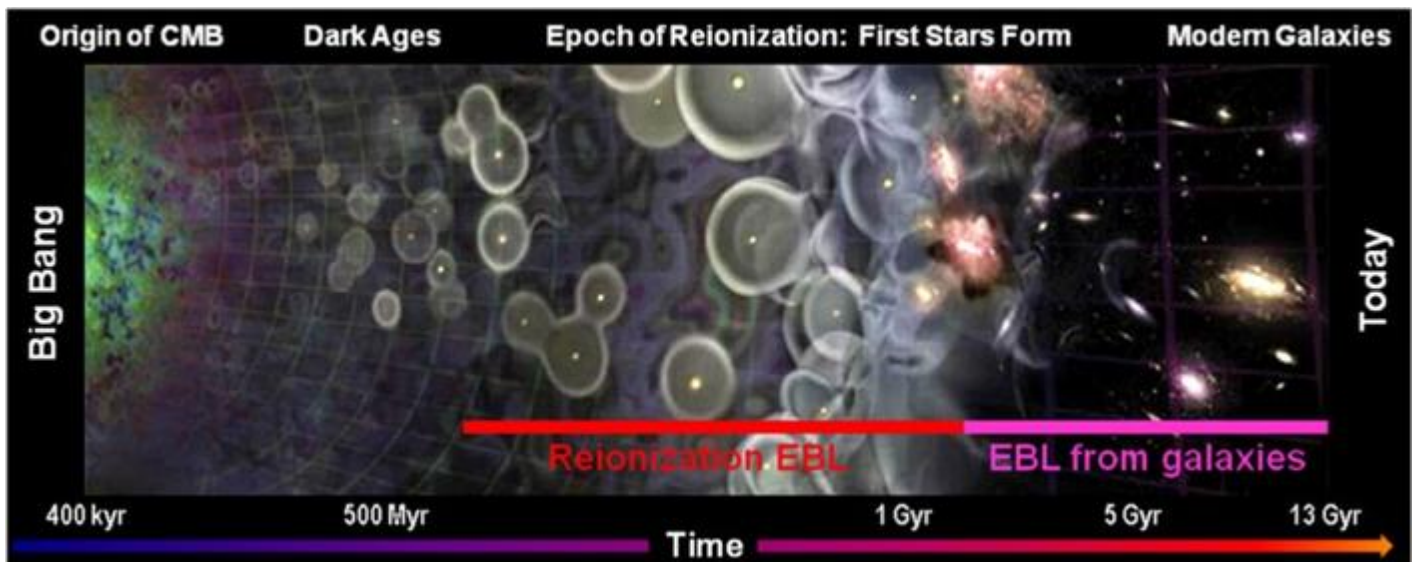 Origin of CMB
Dark Ages
Epoch of Reionization: First Stars Form
Modern Galaxies
Big Bang
Today
Reionization EBL
EBL from galaxies
400 kyr
500 Myr
1 Gyr
5 Gyr
13 Gyr
Time